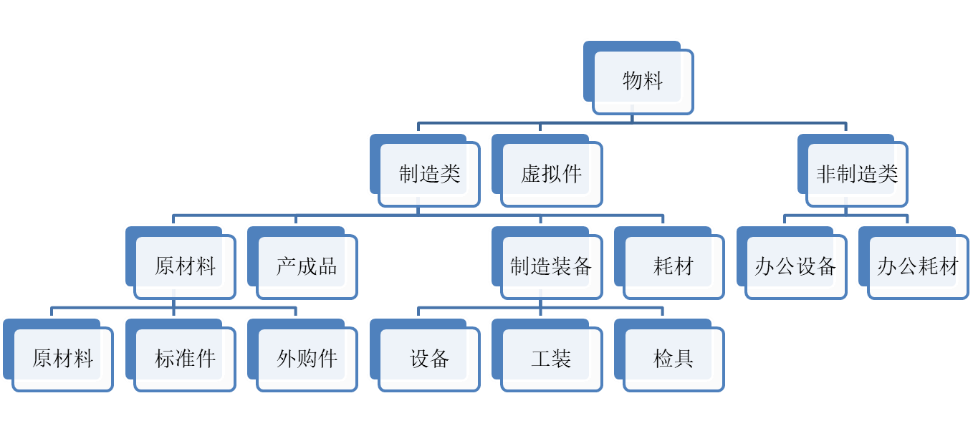 物料
制造类
虚拟件
非制造类
原材料
产成品
制造装备
耗材
办公设备
办公耗材
原材料
标准件
外购件
设备
工装
检具